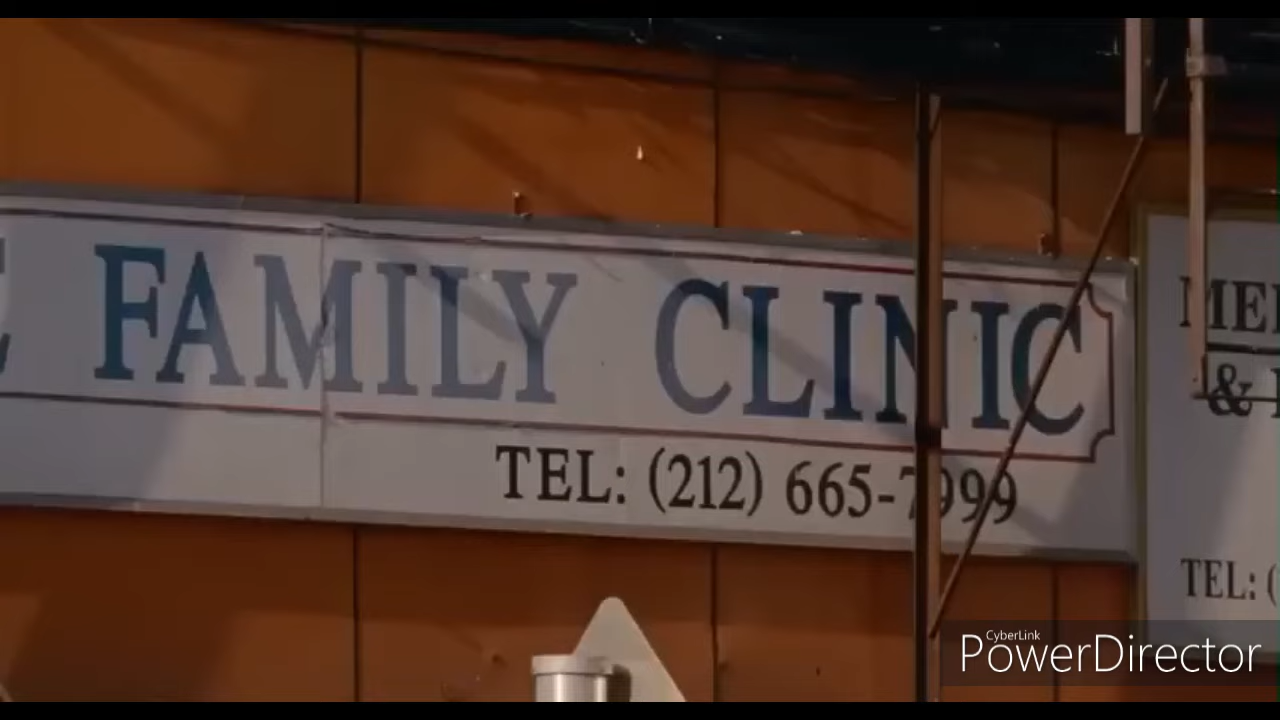 FAMILY CLINIC
TEL: (212) 665-7999
&
TEL: (
CyberLink
PowerDirector